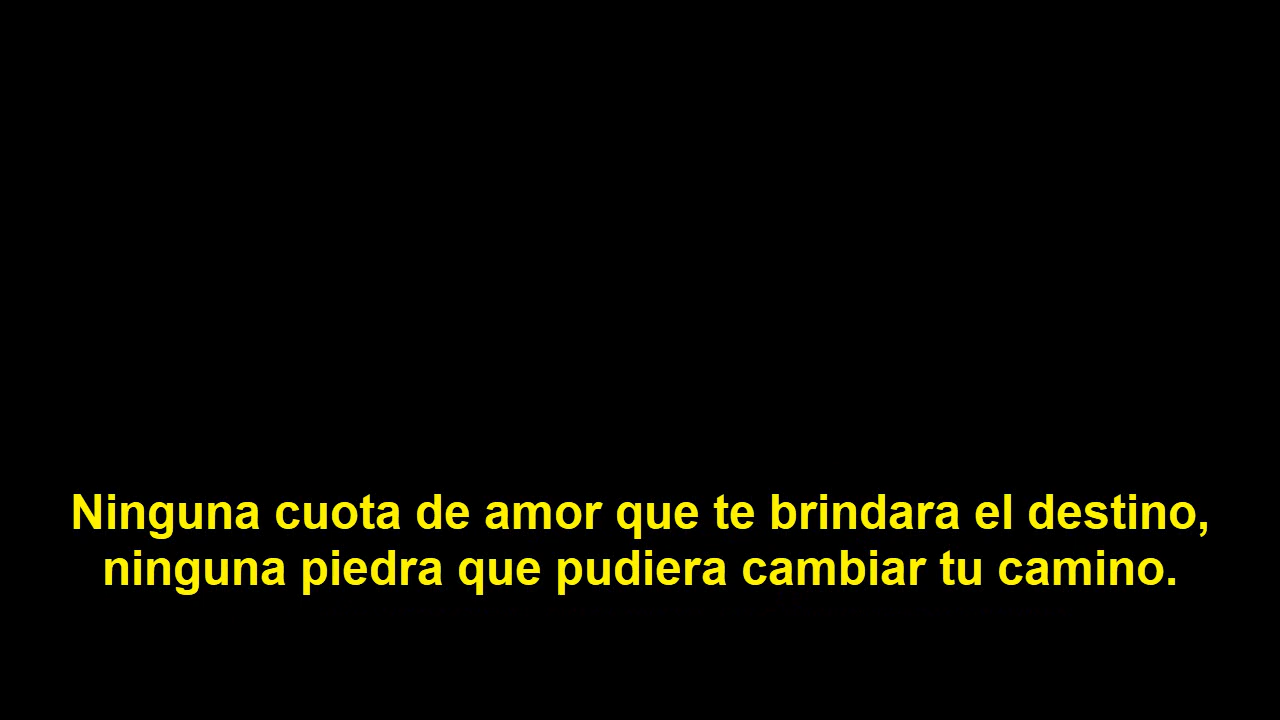 Ninguna cuota de amor que te brindara el destino,
ninguna piedra que pudiera cambiar tu camino.